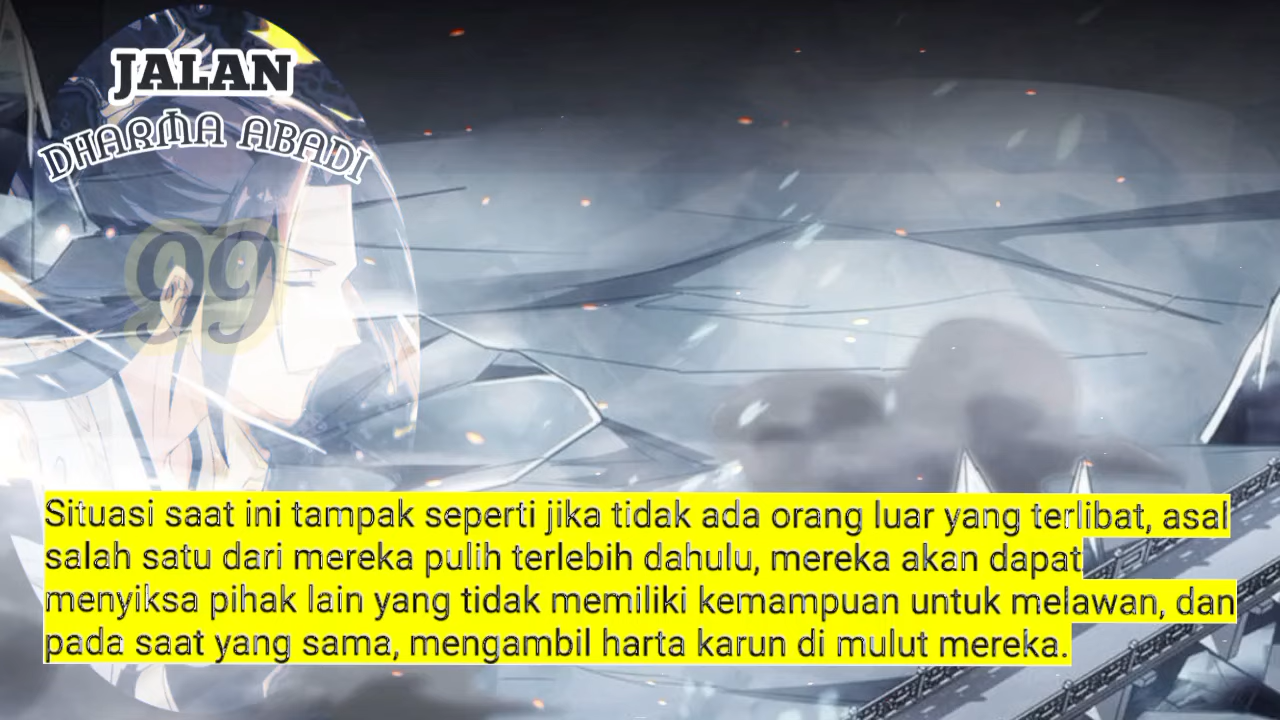 JALAN
DHARMA ABADI
99
Situasi saat ini tampak seperti jika tidak ada orang luar yang terlibat, asal
salah satu dari mereka pulih terlebih dahulu, mereka akan dapat
menyiksa pihak lain yang tidak memiliki kemampuan untuk melawan, dan
pada saat yang sama, mengambil harta karun di mulut mereka.